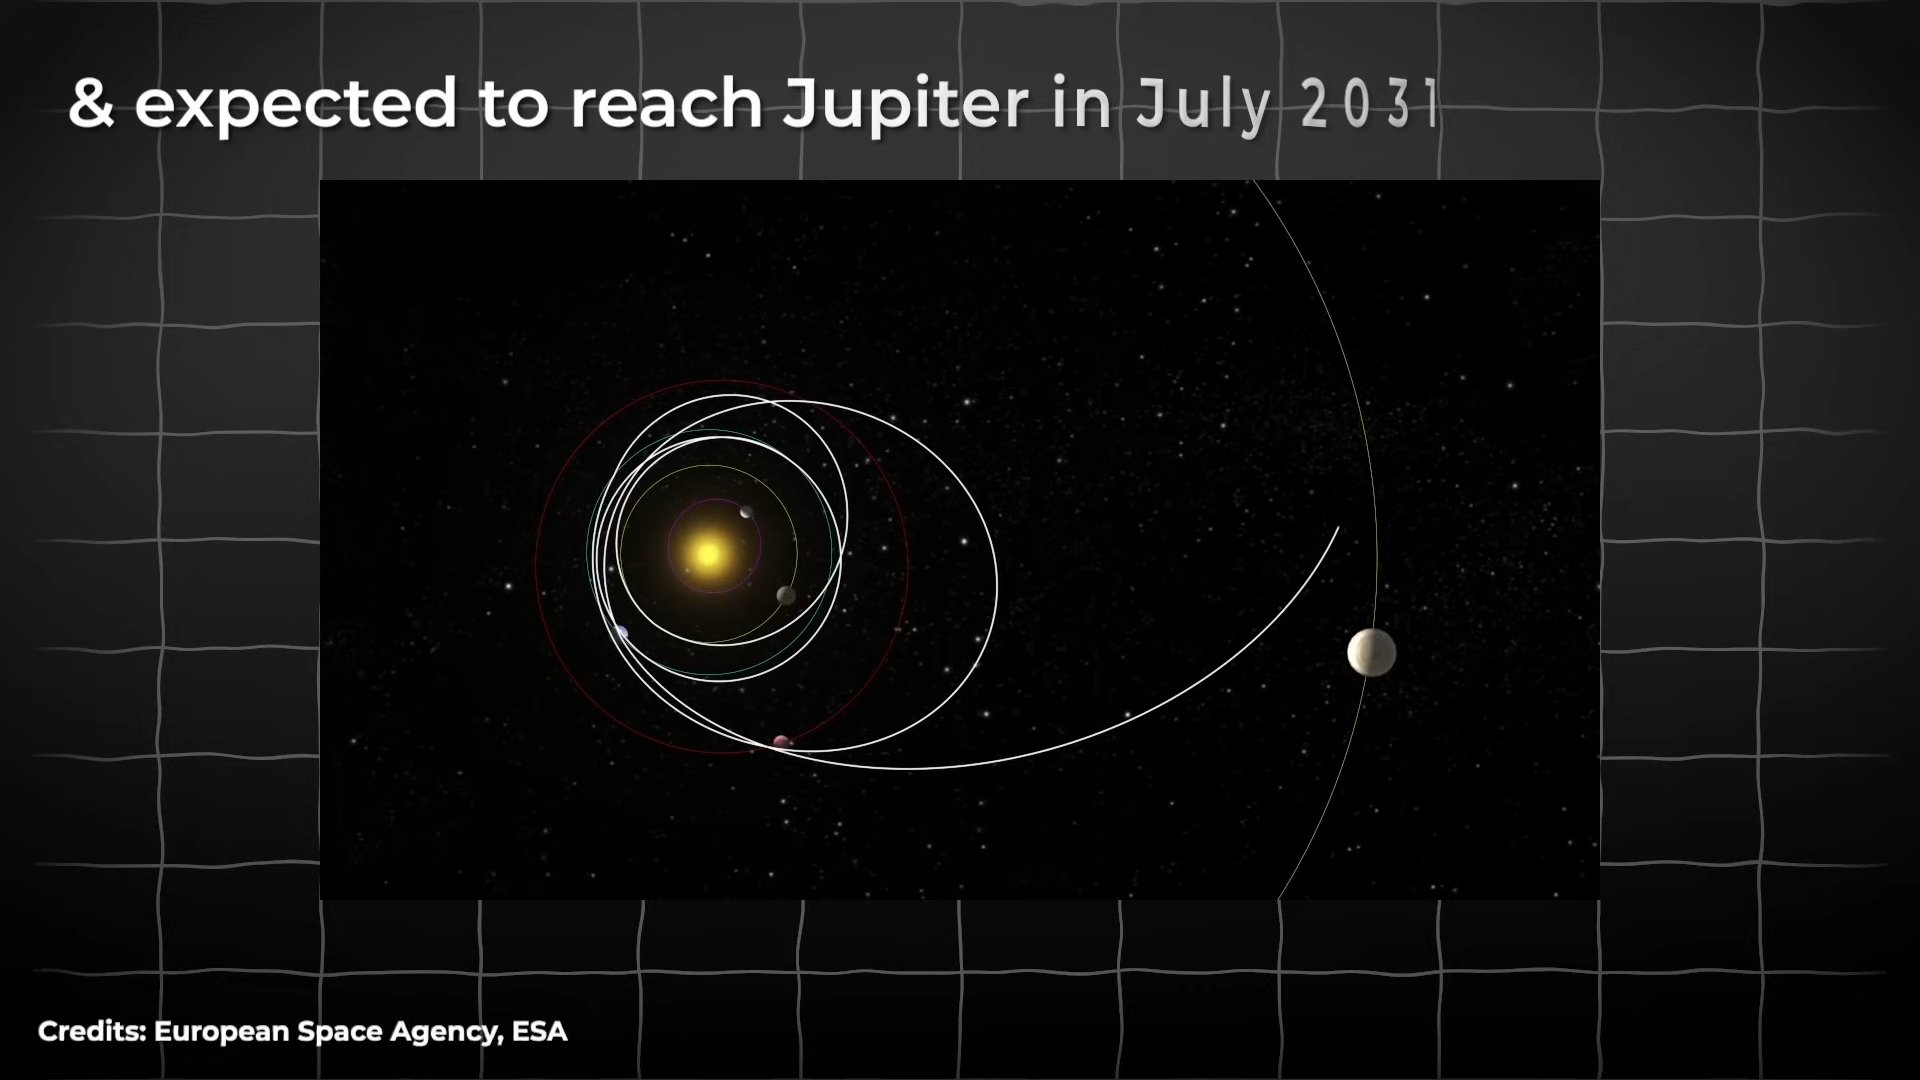 & expected to reach Jupiter in July 2031
Credits: European Space Agency, ESA